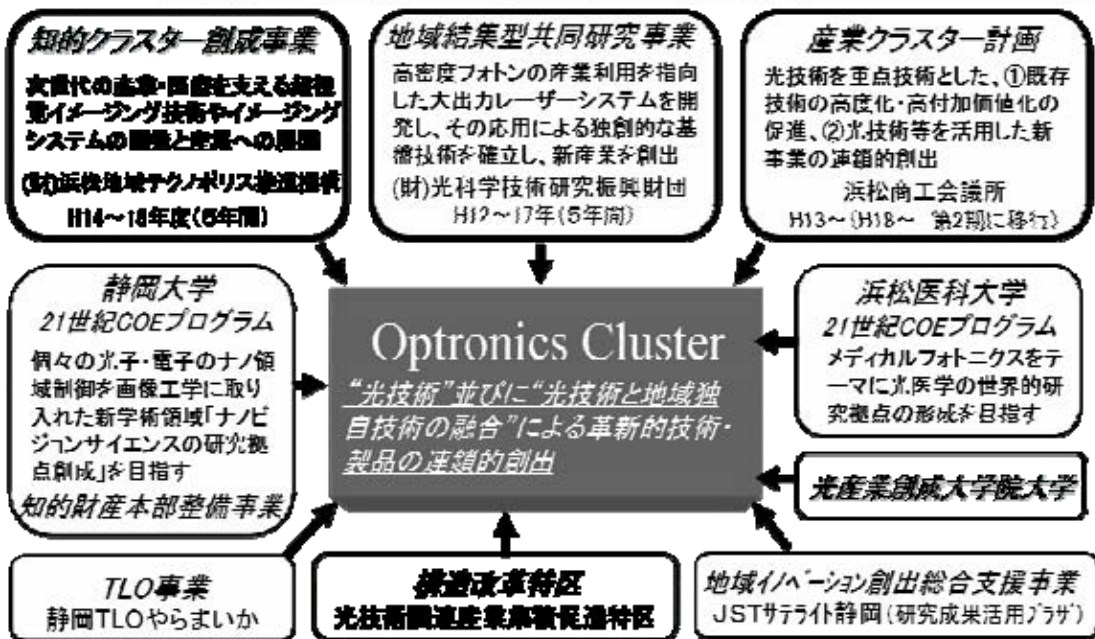 知的クラスター創成事業
次世代の産業・医療を支える超視
覚イメージング技術やイメージング
システムの開発と産業への展開
(財)浜松地域テクノポリス推進機構
H14～18年度(5年間)
地域結集型共同研究事業
高密度フォトンの産業利用を指向
した大出力レーザーシステムを開
発し、その応用による独創的な基
盤技術を確立し、新産業を創出
(財)光科学技術研究振興財団
H12～17年(5年間)
産業クラスター計画
光技術を重点技術とした、①既存
技術の高度化・高付加価値化の
促進、②光技術等を活用した新
事業の連鎖的創出
浜松商工会議所
H13～(H18～ 第2期に移行)
静岡大学
21世紀COEプログラム
個々の光子・電子のナノ領
域制御を画像工学に取り
入れた新学術領域「ナノビ
ジョンサイエンスの研究拠
点創成」を目指す
知的財産本部整備事業
Optronics Cluster
“光技術”並びに“光技術と地域独
自技術の融合”による革新的技術・
製品の連鎖的創出
浜松医科大学
21世紀COEプログラム
メディカルフォトニクスをテ
ーマに光医学の世界的研
究拠点の形成を目指す
光産業創成大学院大学
TLO事業
静岡TLOやらまいか
構造改革特区
光技術関連産業集積促進特区
地域イノベーション創出総合支援事業
JSTサテライト静岡(研究成果活用プラザ)